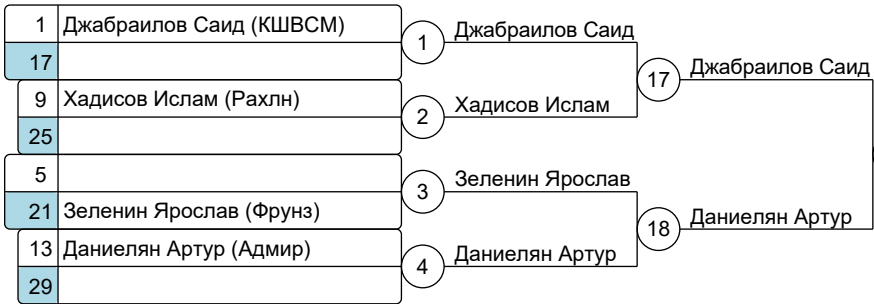 1 Джабраилов Саид (КШВСМ)
17
9 Хадисов Ислам (Рахлн)
25
5
21 Зеленин Ярослав (Фрунз)
13 Даниелян Артур (Адмир)
29
1 Джабраилов Саид
2 Хадисов Ислам
3 Зеленин Ярослав
4 Даниелян Артур
17 Джабраилов Саид
18 Даниелян Артур